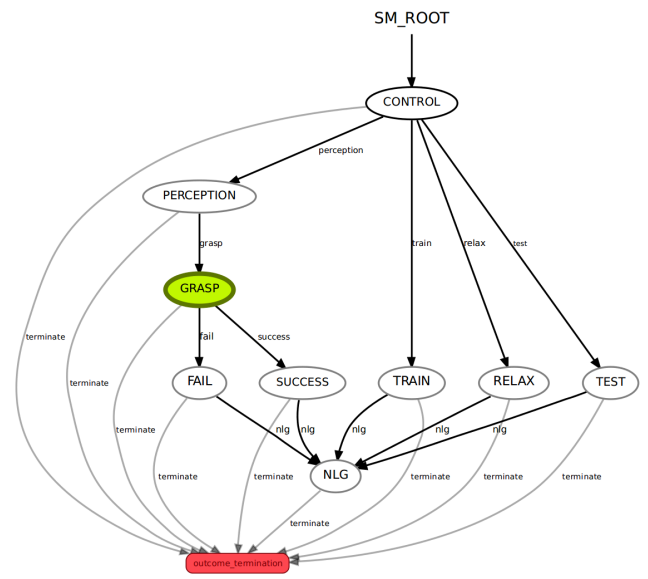 SM_ROOT
CONTROL
perception
PERCEPTION
grasp
train
relax
test
GRASP
terminate
fail
success
terminate
FAIL
SUCCESS
TRAIN
RELAX
TEST
terminate
nlg
nlg
nlg
nlg
nlg
NLG
terminate
terminate
terminate
terminate
terminate
terminate
outcome_termination